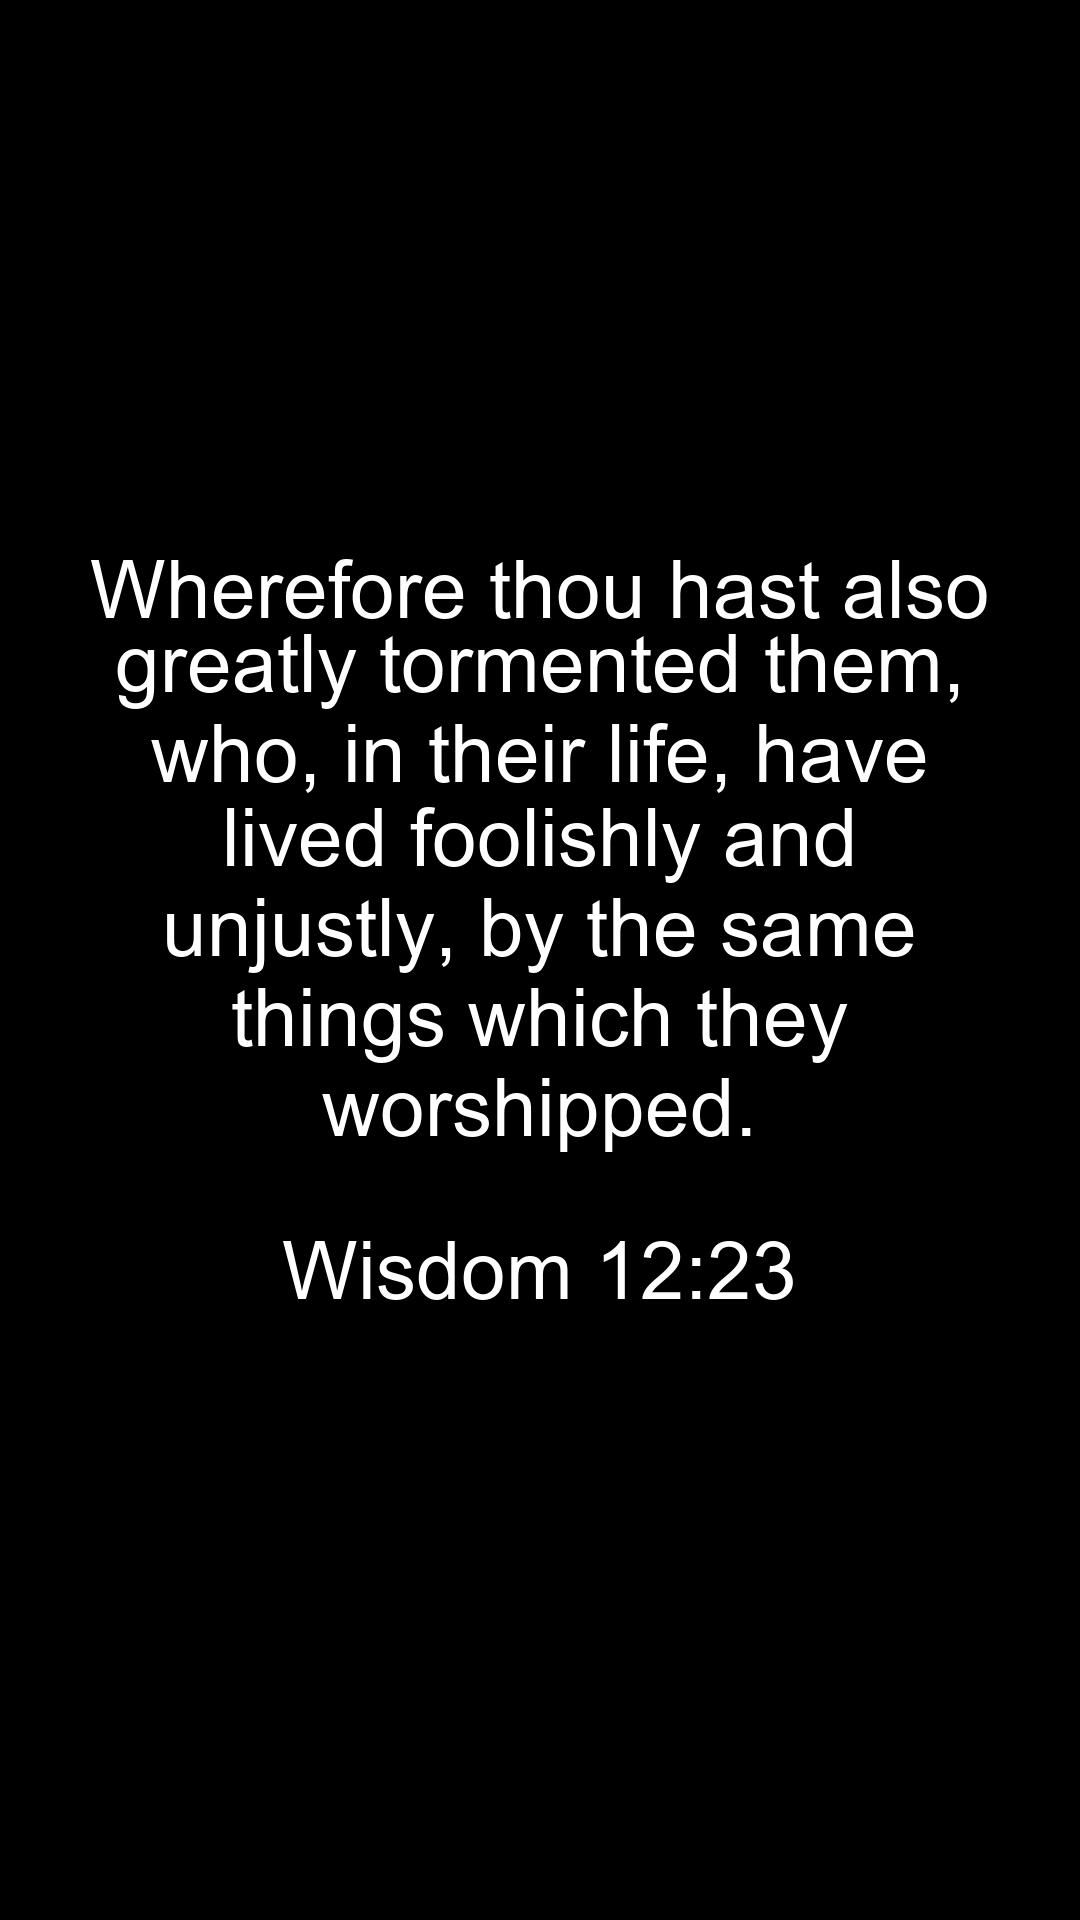 Wherefore thou hast also
greatly tormented them,
who, in their life, have
lived foolishly and
unjustly, by the same
things which they
worshipped.
Wisdom 12:23